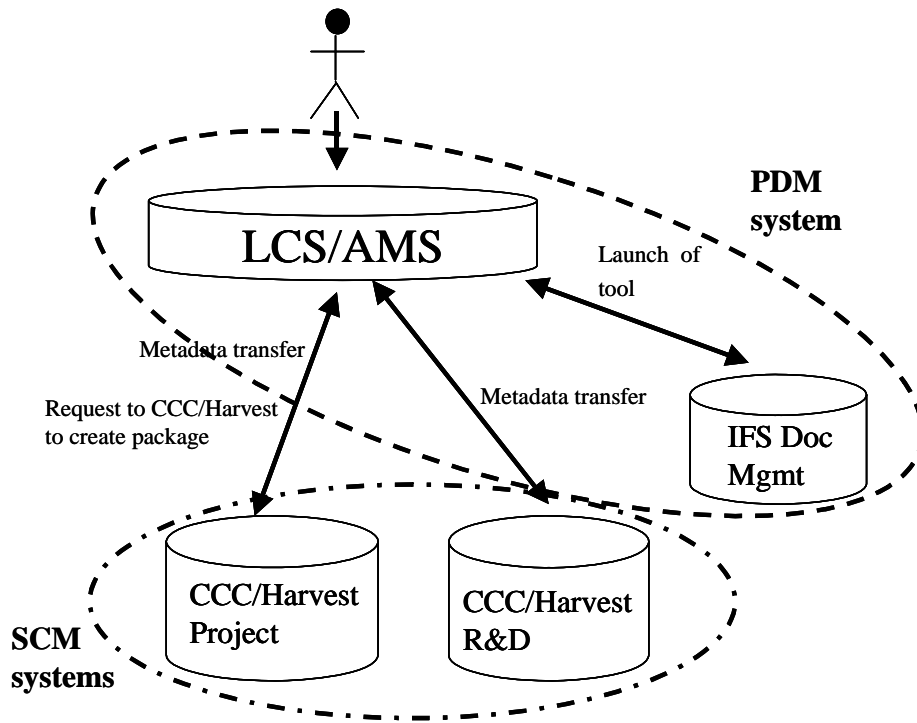 PDM
system
LCS/AMS
Launch of
tool
Metadata transfer
Request to CCC/Harvest
to create package
Metadata transfer
IFS Doc
Mgmt
CCC/Harvest
Project
CCC/Harvest
R&D
SCM
systems